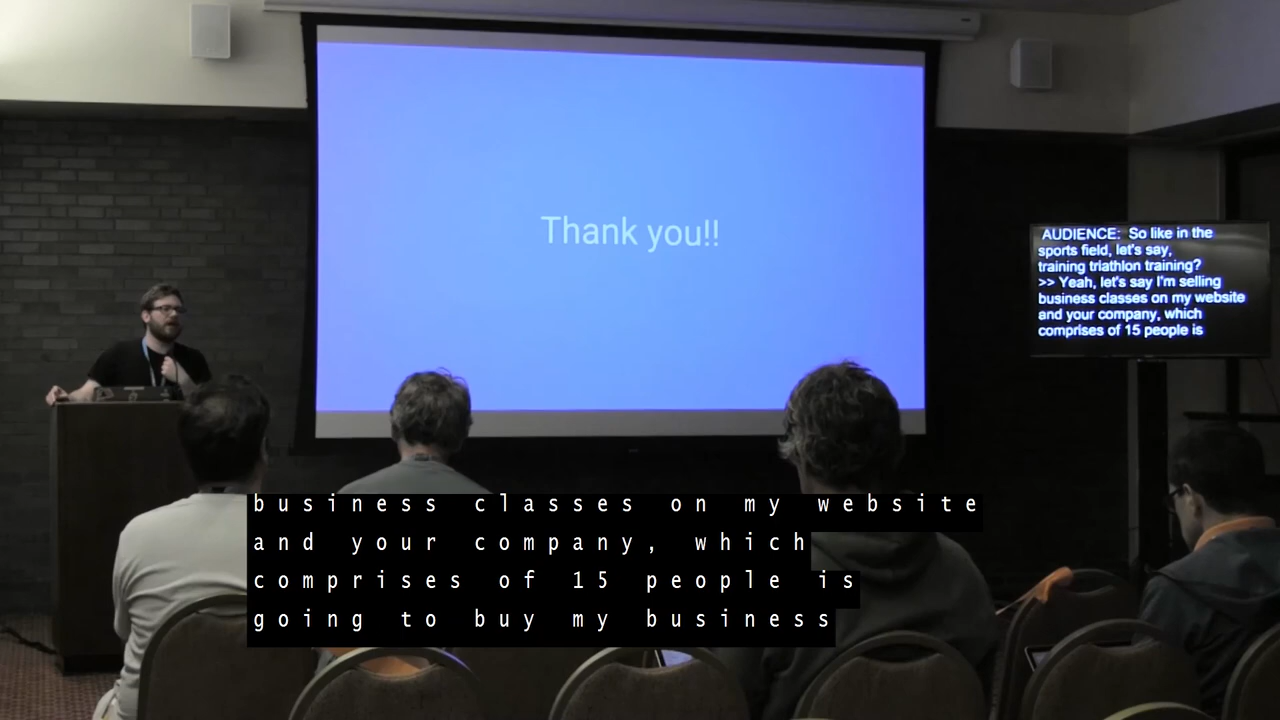 Thank you!!
AUDIENCE: So like in the
sports field, let's say,
training triathlon training?
>> Yeah, let's say I'm selling
business classes on my website
and your company, which
comprises of 15 people is
business classes on my website
and your company, which
comprises of 15 people is
going to buy my business